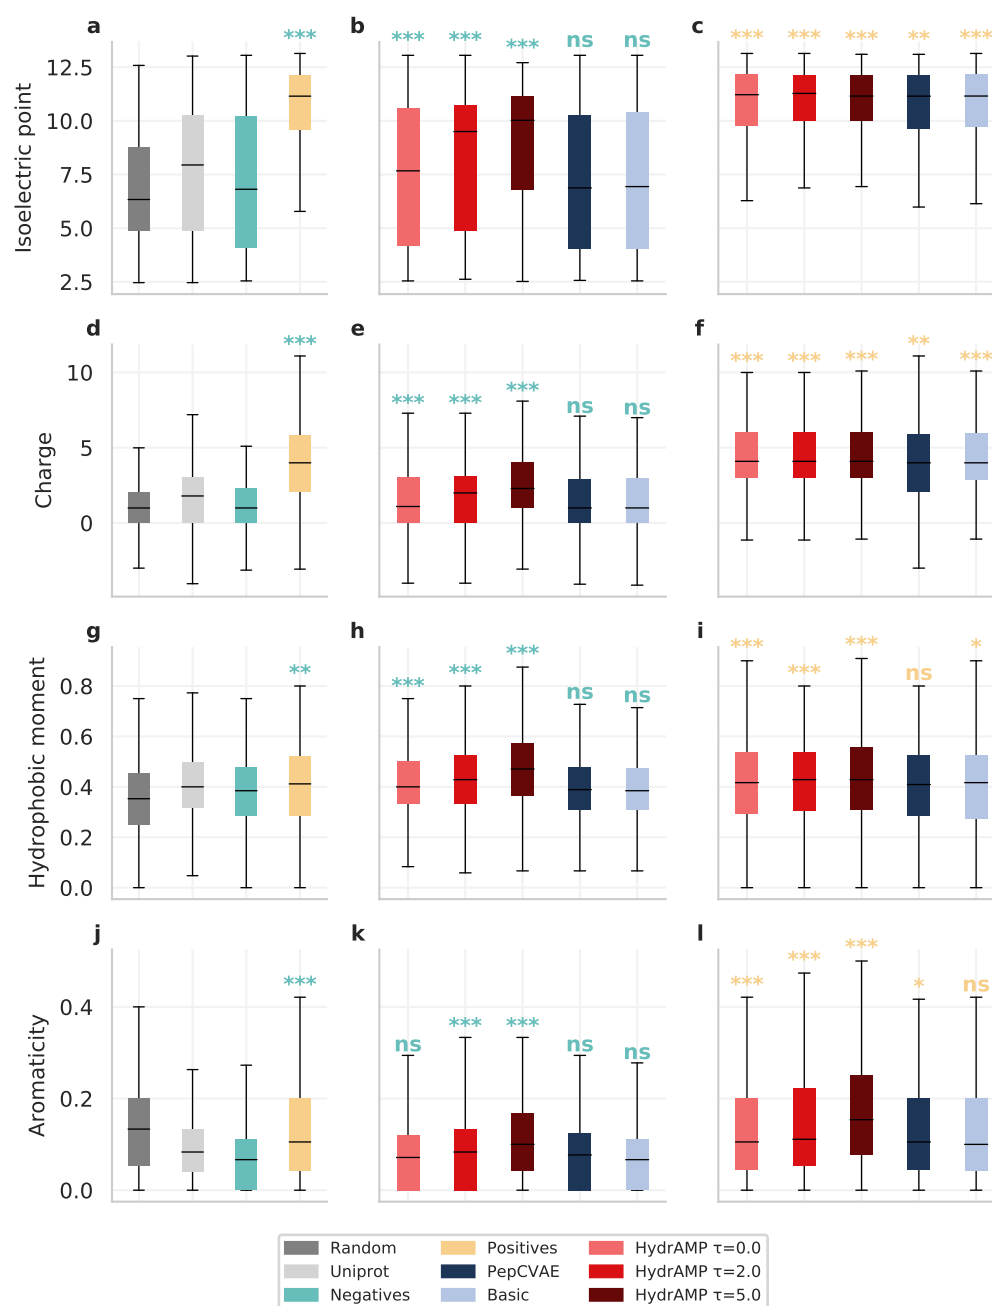 a b c
*** *** *** *** ns ns *** *** *** ** ***
Isoelectric point
12.5
10.0
7.5
5.0
2.5
d e f
*** *** *** *** ns ns *** *** *** ** ***
Charge
10
5
0
g h i
** *** *** *** ns ns *** *** *** ns *
Hydrophobic moment
0.8
0.6
0.4
0.2
0.0
j k l
*** ns *** *** ns ns *** *** *** * ns
Aromaticity
0.4
0.2
0.0
Random Positives HydrAMP τ=0.0
Uniprot PepCVAE HydrAMP τ=2.0
Negatives Basic HydrAMP τ=5.0